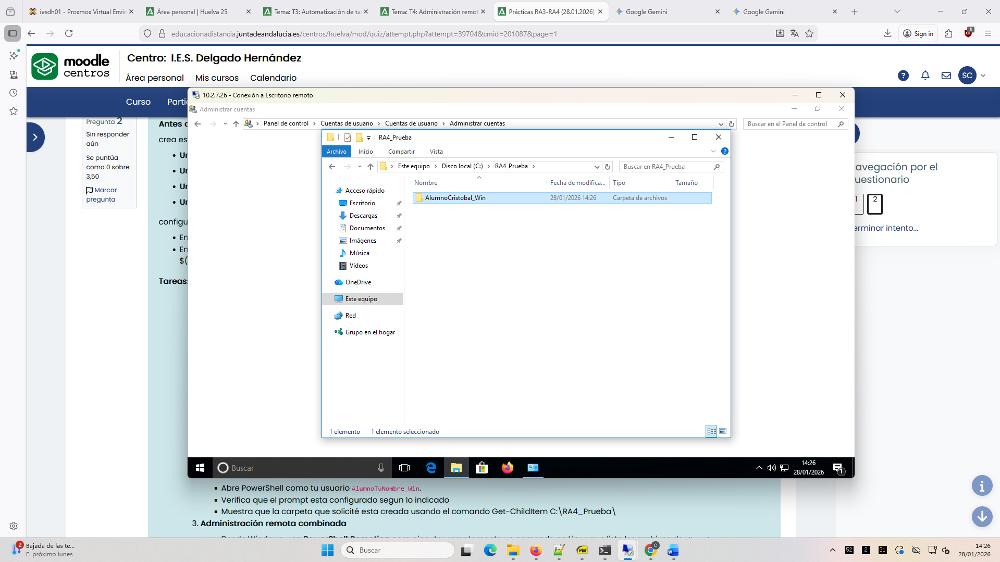 iesdh01 - Proxmox Virtual Envir
Área personal | Huelva 25
Tema: T3: Automatización de ta
Tema: T4: Administración remot
Prácticas RA3-RA4 (28.01.2026)
Google Gemini
Google Gemini
educacionadistancia.juntadeandalucia.es/centros/huelva/mod/quiz/attempt.php?attempt=39704&cmid=201087&page=1
Sign in
1
moodle
centros
Centro: I.E.S. Delgado Hernández
Área personal
Mis cursos
Calendario
SC
Curso
Parti
10.2.7.26 - Conexión a Escritorio remoto
Administrar cuentas
Panel de control
Cuentas de usuario
Cuentas de usuario
Administrar cuentas
Buscar en el Panel de control
Pregunta 2
Sin responder
aún
Se puntúa
como 0 sobre
3,50
Marcar
pregunta
Antes d
crea es
Un
Un
Un
Un
configu
En
En
$(
Tareas:
RA4_Prueba
Archivo
Inicio
Compartir
Vista
Este equipo
Disco local (C:)
RA4_Prueba
Buscar en RA4_Prueba
Nombre
Fecha de modifica...
Tipo
Tamaño
AlumnoCristobal_Win
28/01/2026 14:26
Carpeta de archivos
Acceso rápido
Escritorio
Descargas
Documentos
Imágenes
Música
Vídeos
OneDrive
Este equipo
Red
Grupo en el hogar
1 elemento
1 elemento seleccionado
avegación por el
uestionario
1
2
erminar intento...
Buscar
14:26
28/01/2026
1
Abre PowerShell como tu usuario AlumnoTuNombre_Win.
Verifica que el prompt esta configurado segun lo indicado
Muestra que la carpeta que solicité esta creada usando el comando Get-ChildItem C:\RA4_Prueba\
3. Administración remota combinada
2
Bajada de las te...
El próximo lunes
Buscar
PDF
C
52
2
31
14:26
28/01/2026